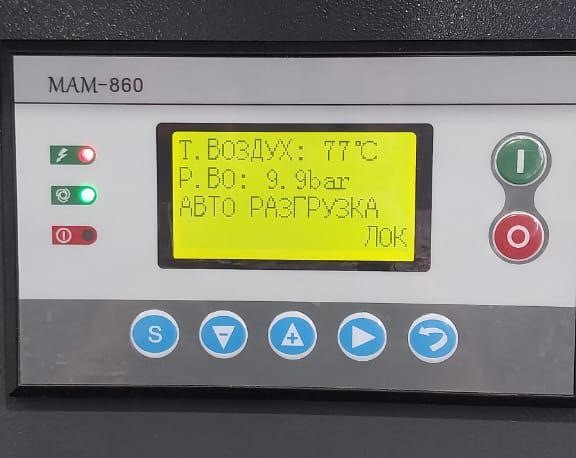 MAM-860
Т.ВОЗДУХ: 77℃
Р.ВО: 9.9bar
АВТО РАЗГРУЗКА
ЛОК
S